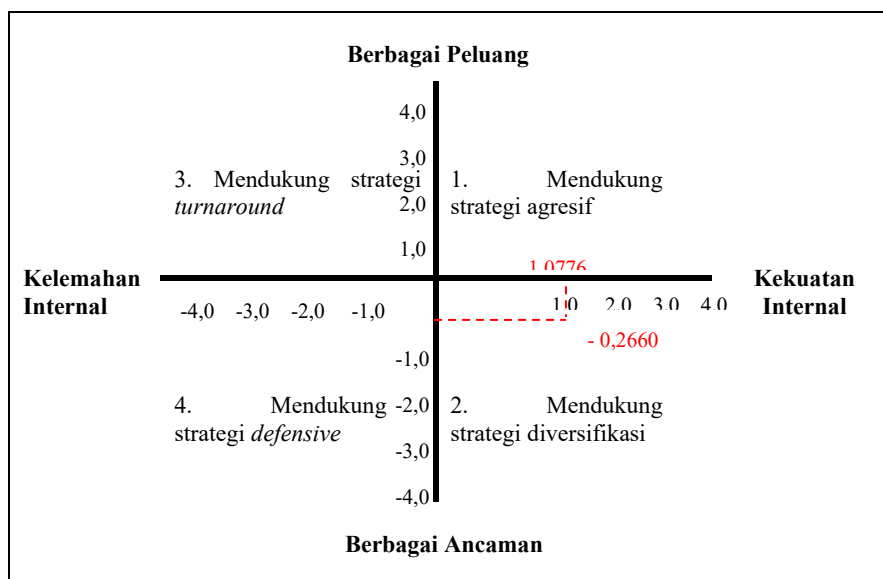 Berbagai Peluang
4,0
3,0
3. Mendukung strategi
turnaround
1. Mendukung
strategi agresif
2,0
1,0
1,0776
Kelemahan
Internal
Kekuatan
Internal
-4,0 -3,0 -2,0 -1,0
1,0 2,0 3,0 4,0
- 0,2660
-1,0
4. Mendukung
strategi defensive
-2,0
2. Mendukung
strategi diversifikasi
-3,0
-4,0
Berbagai Ancaman